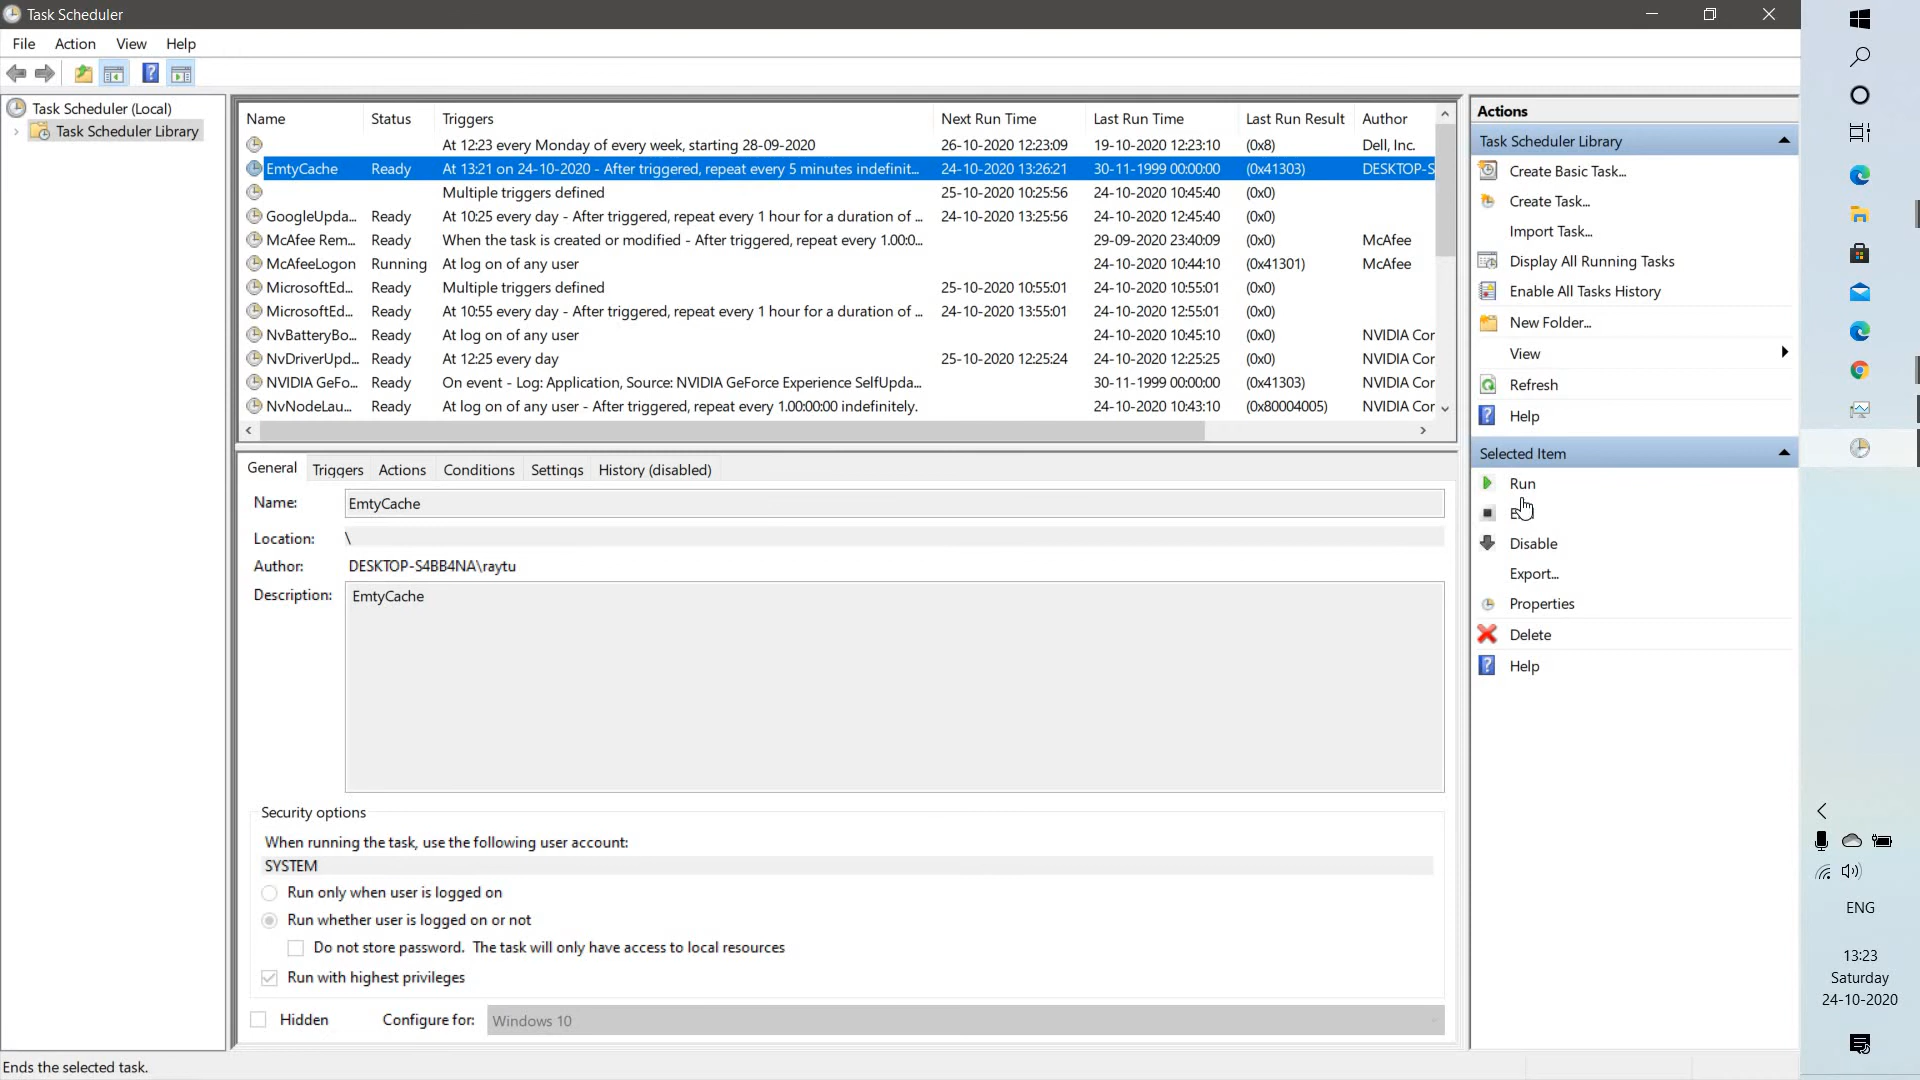 Task Scheduler
File Action View Help
Task Scheduler (Local)
Task Scheduler Library
Name Status Triggers Next Run Time Last Run Time Last Run Result Author
At 12:23 every Monday of every week, starting 28-09-2020 26-10-2020 12:23:09 19-10-2020 12:23:10 (0x8) Dell, Inc.
EmtyCache Ready At 13:21 on 24-10-2020 - After triggered, repeat every 5 minutes indefinit... 24-10-2020 13:26:21 30-11-1999 00:00:00 (0x41303) DESKTOP-S
Multiple triggers defined 25-10-2020 10:25:56 24-10-2020 10:45:40 (0x0)
GoogleUpda... Ready At 10:25 every day - After triggered, repeat every 1 hour for a duration of ... 24-10-2020 13:25:56 24-10-2020 12:45:40 (0x0)
McAfee Rem... Ready When the task is created or modified - After triggered, repeat every 1.00:0... 29-09-2020 23:40:09 (0x0) McAfee
McAfeeLogon Running At log on of any user 24-10-2020 10:44:10 (0x41301) McAfee
MicrosoftEd... Ready Multiple triggers defined 25-10-2020 10:55:01 24-10-2020 10:55:01 (0x0)
MicrosoftEd... Ready At 10:55 every day - After triggered, repeat every 1 hour for a duration of ... 24-10-2020 13:55:01 24-10-2020 12:55:01 (0x0)
NvBatteryBo... Ready At log on of any user 24-10-2020 10:45:10 (0x0) NVIDIA Cor
NvDriverUpd... Ready At 12:25 every day 25-10-2020 12:25:24 24-10-2020 12:25:25 (0x0) NVIDIA Cor
NVIDIA GeFo... Ready On event - Log: Application, Source: NVIDIA GeForce Experience SelfUpda... 30-11-1999 00:00:00 (0x41303) NVIDIA Cor
NvNodeLau... Ready At log on of any user - After triggered, repeat every 1.00:00:00 indefinitely. 24-10-2020 10:43:10 (0x80004005) NVIDIA Cor
General Triggers Actions Conditions Settings History (disabled)
Name: EmtyCache
Location: \
Author: DESKTOP-S4BB4NA\raytu
Description: EmtyCache
Security options
When running the task, use the following user account:
SYSTEM
Run only when user is logged on
Run whether user is logged on or not
Do not store password. The task will only have access to local resources
Run with highest privileges
Hidden Configure for: Windows 10
Ends the selected task.
Actions
Task Scheduler Library
Create Basic Task...
Create Task...
Import Task...
Display All Running Tasks
Enable All Tasks History
New Folder...
View
Refresh
Help
Selected Item
Run
Disable
Export...
Properties
Delete
Help
ENG
13:23
Saturday
24-10-2020